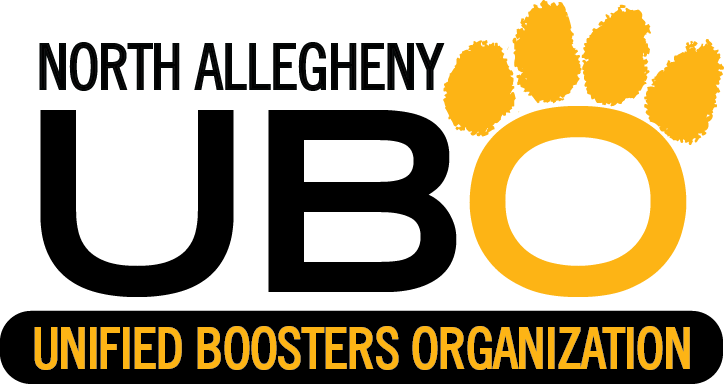 NORTH ALLEGHENY
UBO
UNIFIED BOOSTERS ORGANIZATION